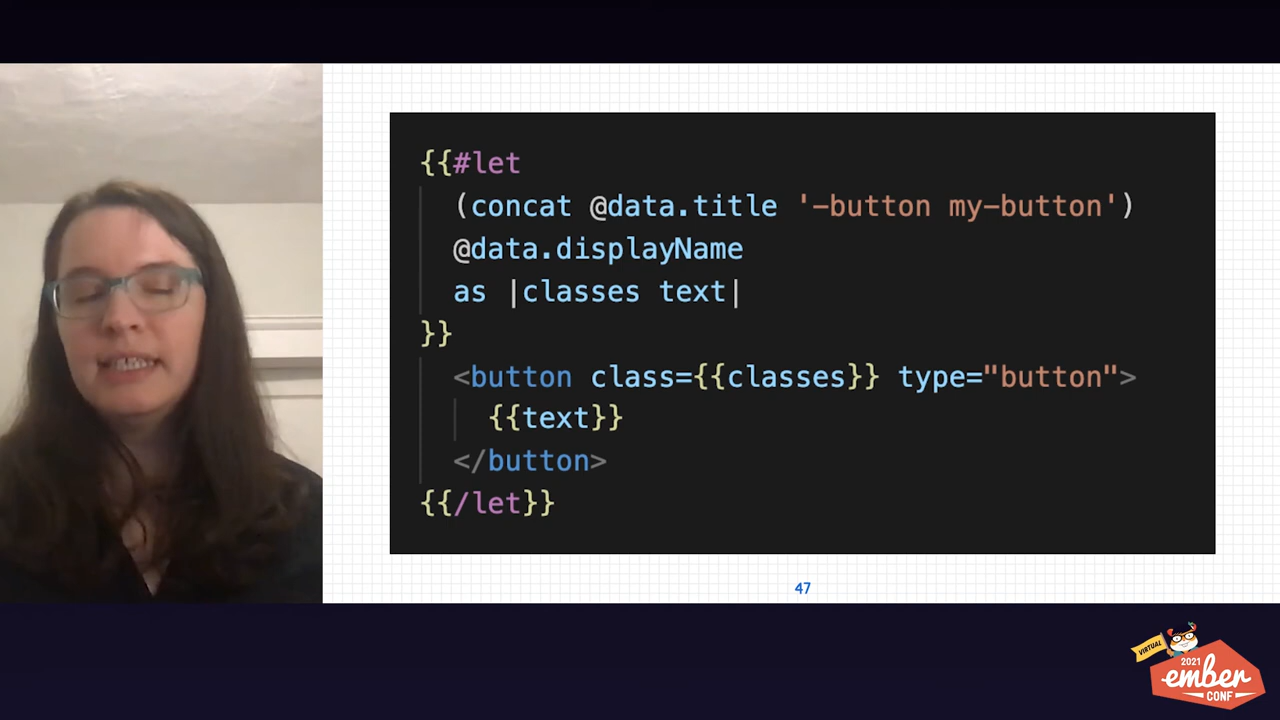 {{#let
(concat @data.title '-button my-button')
@data.displayName
as |classes text|
}}
<button class={{classes}} type="button">
{{text}}
</button>
{{/let}}
47
VIRTUAL
2021
ember
CONF